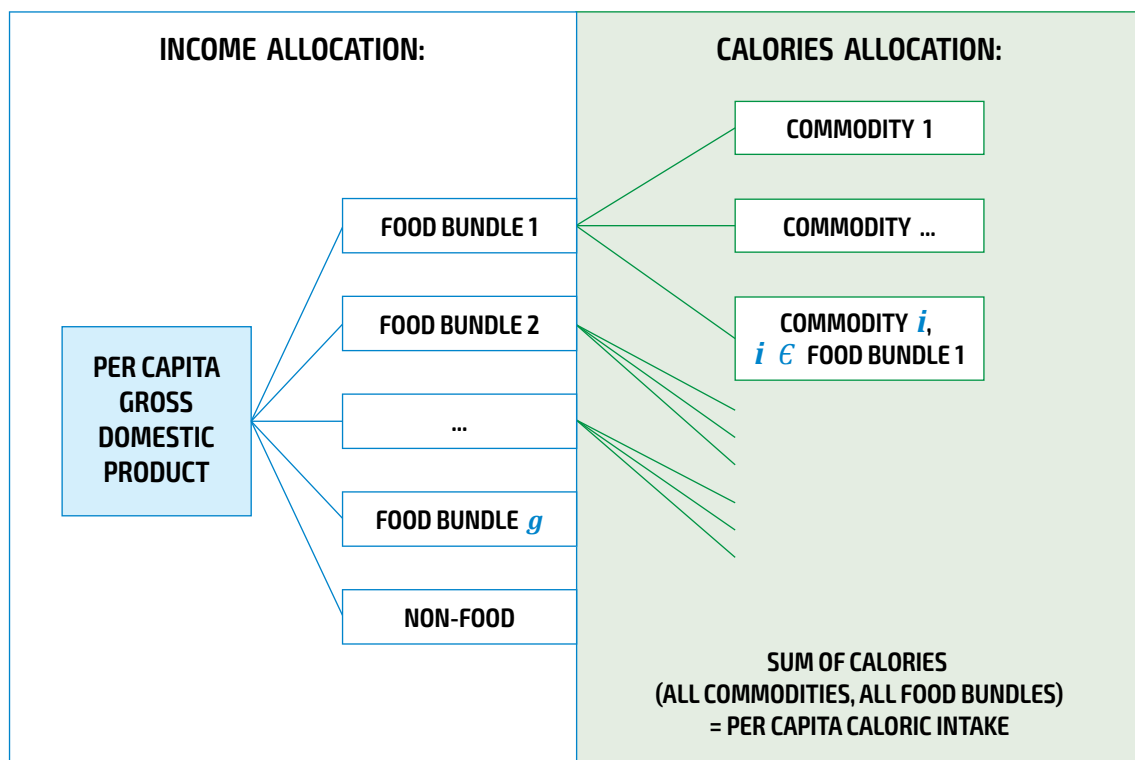 INCOME ALLOCATION:
PER CAPITA
GROSS
DOMESTIC
PRODUCT
FOOD BUNDLE 1
FOOD BUNDLE 2
...
FOOD BUNDLE g
NON-FOOD
CALORIES ALLOCATION:
COMMODITY 1
COMMODITY ...
COMMODITY i,
i ϵ FOOD BUNDLE 1
SUM OF CALORIES
(ALL COMMODITIES, ALL FOOD BUNDLES)
= PER CAPITA CALORIC INTAKE